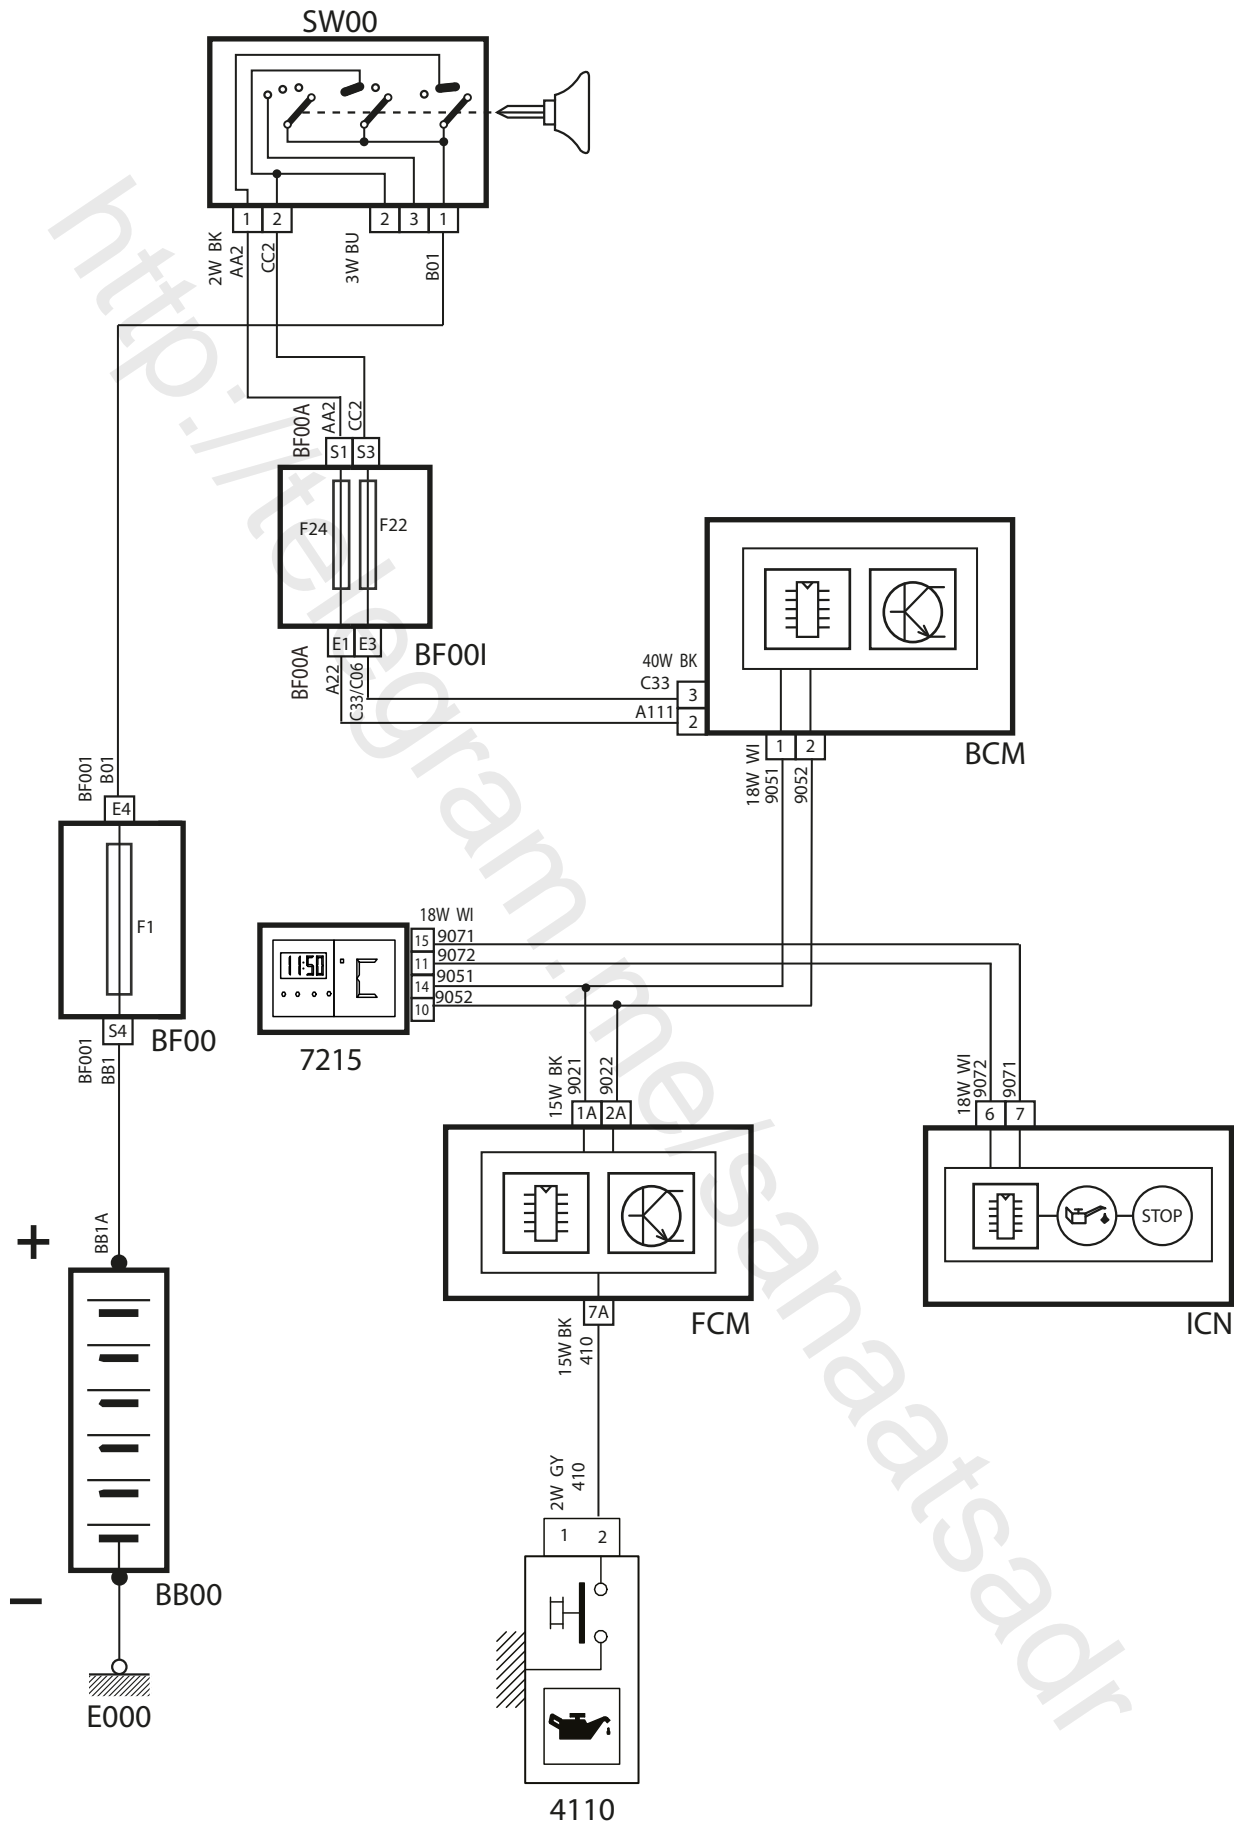 SW00
1 2 2 3 1
2W BK
AA2
CC2
3W BU
B01
BF00A
AA2
CC2
S1 S3
F24
F22
E1 E3
BF00I
BF00A
A22
C33/C06
40W BK
C33
3
A111
2
BCM
1 2
18W WI
9051
9052
BF001
B01
E4
F1
S4
BF00
BF001
BB1
18W WI
15 9071
11 9072
14 9051
10 9052
11:50
7215
15W BK
9021
9022
1A 2A
FCM
7A
15W BK
410
18W WI
9072
9071
6 7
STOP
ICN
+
BB1A
−
BB00
E000
2W GY
410
1 2
4110
http://telegram.me/sanaatsadr